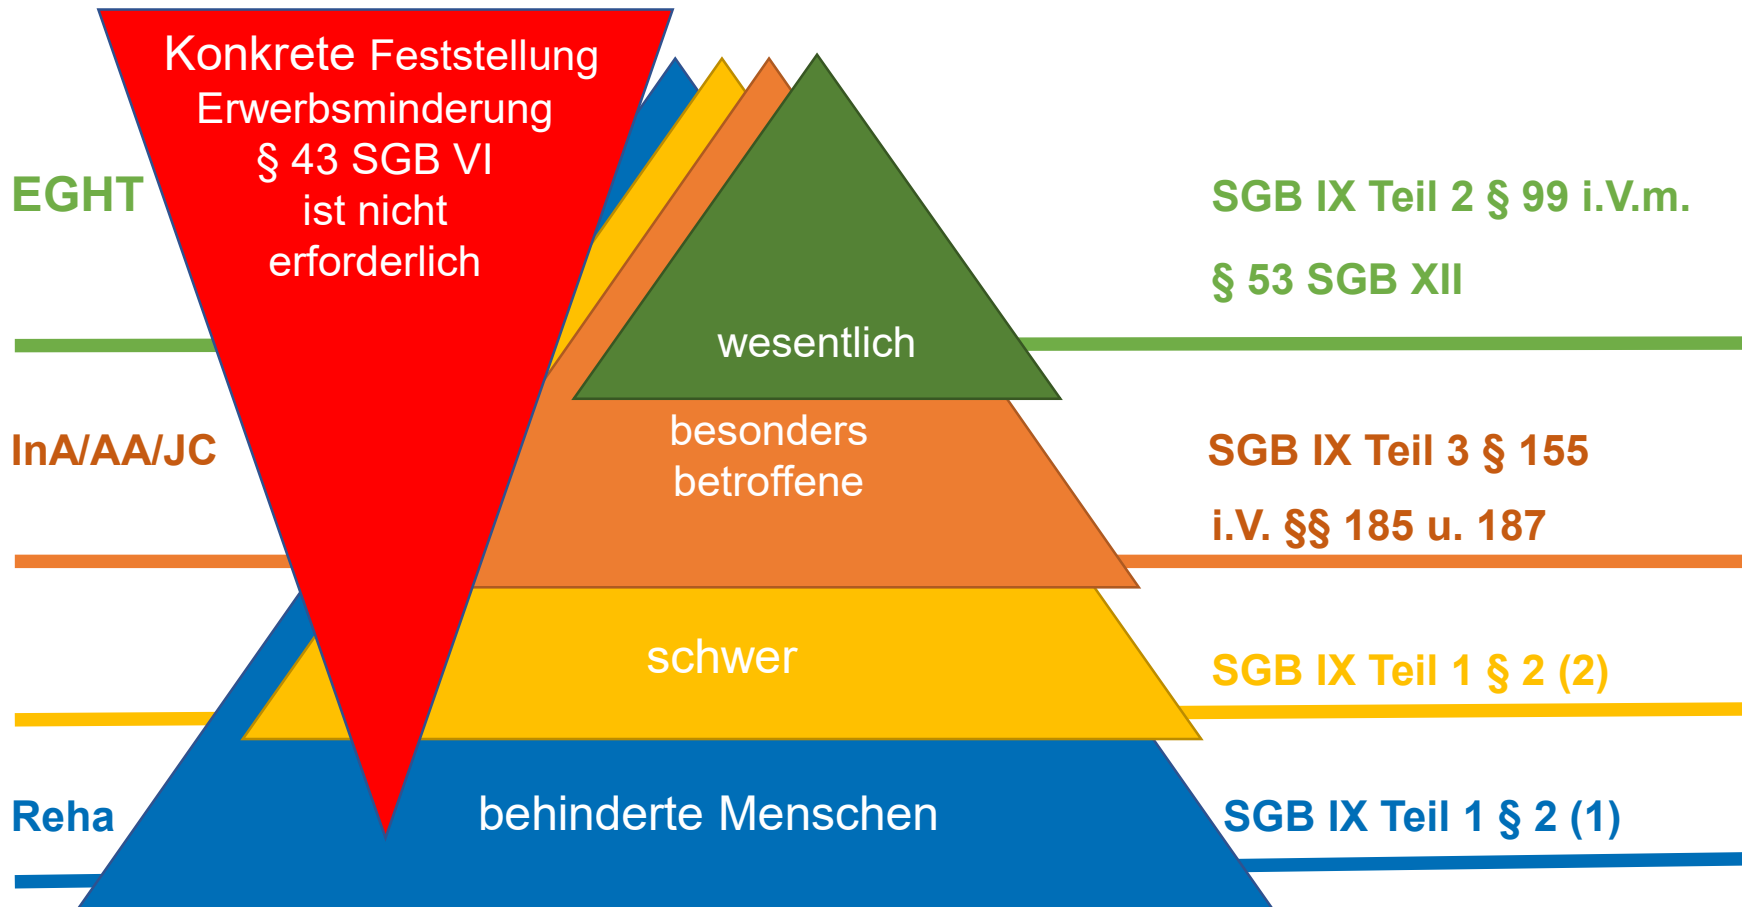 Konkrete Feststellung
Erwerbsminderung
§ 43 SGB VI
ist nicht
erforderlich
EGHT
wesentlich
SGB IX Teil 2 § 99 i.V.m.
§ 53 SGB XII
InA/AA/JC
besonders
betroffene
SGB IX Teil 3 § 155
i.V. §§ 185 u. 187
schwer
SGB IX Teil 1 § 2 (2)
Reha
behinderte Menschen
SGB IX Teil 1 § 2 (1)